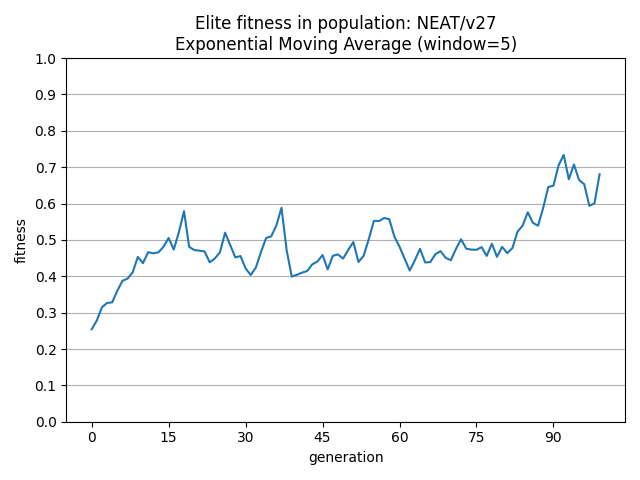 Elite fitness in population: NEAT/v27
Exponential Moving Average (window=5)
1.0
0.9
0.8
0.7
0.6
0.5
0.4
0.3
0.2
0.1
0.0
fitness
0 15 30 45 60 75 90
generation